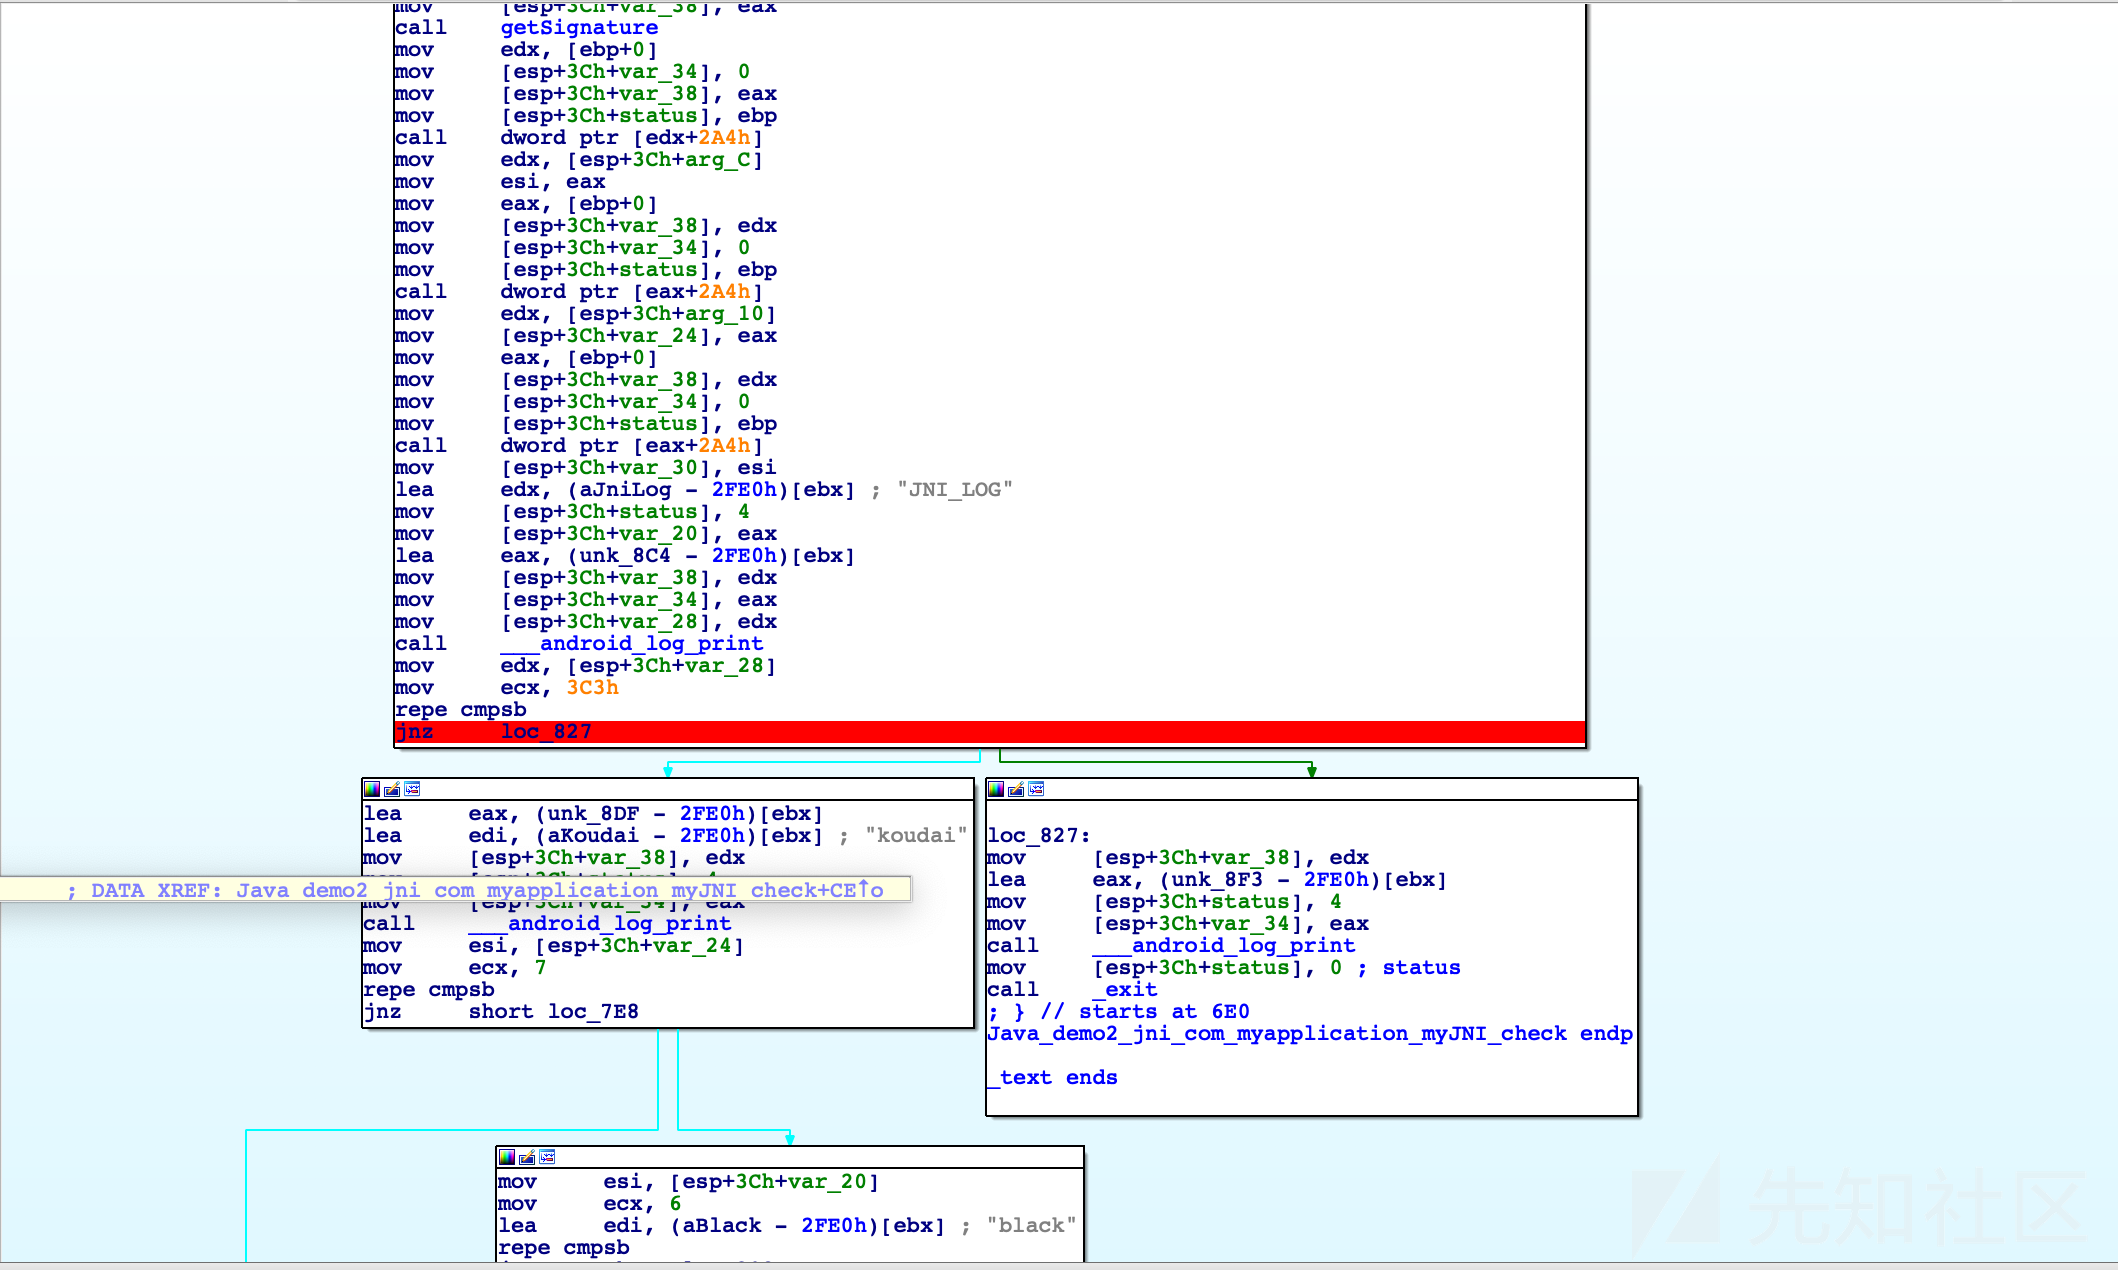 mov [esp+3Ch+var_38], eax
call getSignature
mov edx, [ebp+0]
mov [esp+3Ch+var_34], 0
mov [esp+3Ch+var_38], eax
mov [esp+3Ch+status], ebp
call dword ptr [edx+2A4h]
mov edx, [esp+3Ch+arg_C]
mov esi, eax
mov eax, [ebp+0]
mov [esp+3Ch+var_38], edx
mov [esp+3Ch+var_34], 0
mov [esp+3Ch+status], ebp
call dword ptr [eax+2A4h]
mov edx, [esp+3Ch+arg_10]
mov [esp+3Ch+var_24], eax
mov eax, [ebp+0]
mov [esp+3Ch+var_38], edx
mov [esp+3Ch+var_34], 0
mov [esp+3Ch+status], ebp
call dword ptr [eax+2A4h]
mov [esp+3Ch+var_30], esi
lea edx, (aJniLog - 2FE0h)[ebx] ; "JNI_LOG"
mov [esp+3Ch+status], 4
mov [esp+3Ch+var_20], eax
lea eax, (unk_8C4 - 2FE0h)[ebx]
mov [esp+3Ch+var_38], edx
mov [esp+3Ch+var_34], eax
mov [esp+3Ch+var_28], edx
call ___android_log_print
mov edx, [esp+3Ch+var_28]
mov ecx, 3C3h
repe cmpsb
jnz loc_827
lea eax, (unk_8DF - 2FE0h)[ebx]
lea edi, (aKoudai - 2FE0h)[ebx] ; "koudai"
mov [esp+3Ch+var_38], edx
; DATA XREF: Java_demo2_jni_com_myapplication_myJNI_check+CE↑o
mov [esp+3Ch+var_34], eax
call ___android_log_print
mov esi, [esp+3Ch+var_24]
mov ecx, 7
repe cmpsb
jnz short loc_7E8
loc_827:
mov [esp+3Ch+var_38], edx
lea eax, (unk_8F3 - 2FE0h)[ebx]
mov [esp+3Ch+status], 4
mov [esp+3Ch+var_34], eax
call ___android_log_print
mov [esp+3Ch+status], 0 ; status
call _exit
; } // starts at 6E0
Java_demo2_jni_com_myapplication_myJNI_check endp
_text ends
mov esi, [esp+3Ch+var_20]
mov ecx, 6
lea edi, (aBlack - 2FE0h)[ebx] ; "black"
repe cmpsb
先知社区